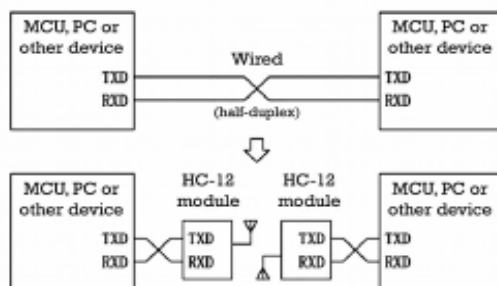 MCU, PC or
other device
TXD
RXD
Wired
(half-duplex)
MCU, PC or
other device
TXD
RXD
MCU, PC or
other device
TXD
RXD
HC-12
module
TXD
RXD
HC-12
module
TXD
RXD
MCU, PC or
other device
TXD
RXD